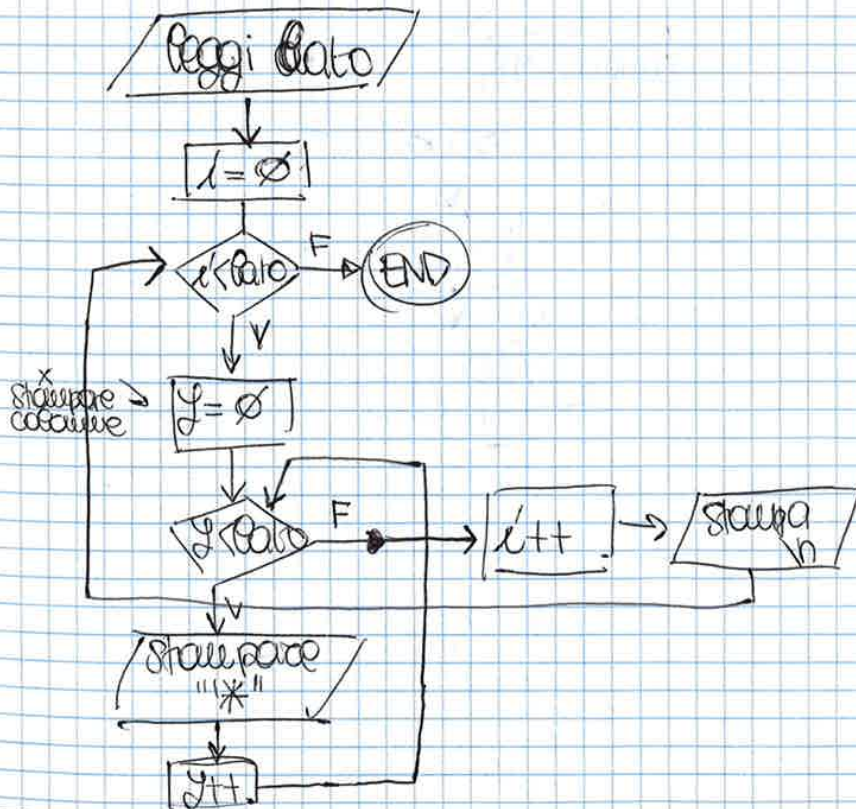 leggi lato
i=Ø
i<lato
F
END
V
x
stampare
colonne
J=Ø
J<lato
F
i++
stampa
\n
V
stampare
"*"
J++